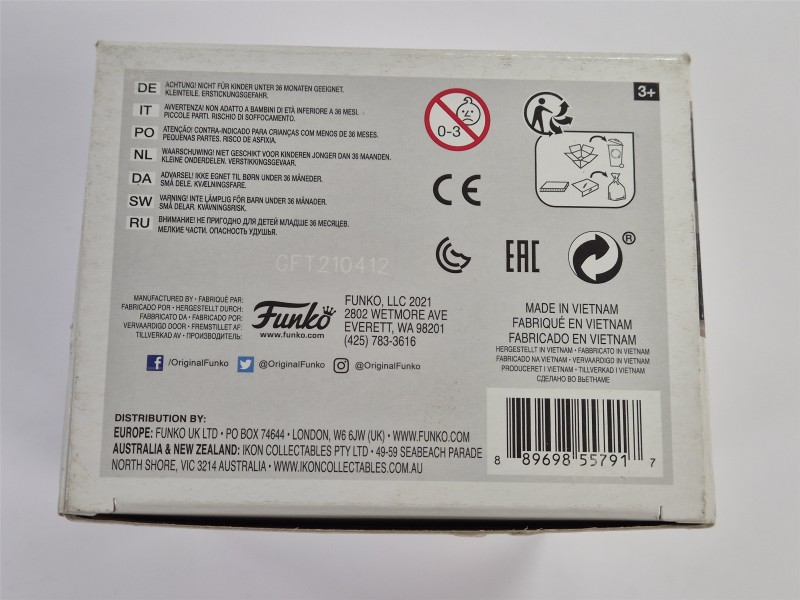 DE ACHTUNG! NICHT FÜR KINDER UNTER 36 MONATEN GEEIGNET.
KLEINTEILE. ERSTICKUNGSGEFAHR.
IT AVVERTENZA! NON ADATTO A BAMBINI DI ETÀ INFERIORE A 36 MESI.
PICCOLE PARTI. RISCHIO DI SOFFOCAMENTO.
PO ATENÇÃO! CONTRA-INDICADO PARA CRIANÇAS COM MENOS DE 36 MESES.
PEQUENAS PARTES. RISCO DE ASFIXIA.
NL WAARSCHUWING! NIET GESCHIKT VOOR KINDEREN JONGER DAN 36 MAANDEN.
KLEINE ONDERDELEN. VERSTIKKINGSGEVAAR.
DA ADVARSEL! IKKE EGNET TIL BØRN UNDER 36 MÅNEDER.
SMÅ DELE. KVÆLNINGSFARE.
SW VARNING! INTE LÄMPLIG FÖR BARN UNDER 36 MÅNADER.
SMÅ DELAR. KVÄVNINGSRISK.
RU ВНИМАНИЕ! НЕ ПРИГОДНО ДЛЯ ДЕТЕЙ МЛАДШЕ 36 МЕСЯЦЕВ.
МЕЛКИЕ ЧАСТИ. ОПАСНОСТЬ УДУШЬЯ.
0-3
3+
CE
EAC
®
CFT210412
MANUFACTURED BY • FABRIQUÉ PAR:
FABRICADO POR • HERGESTELLT DURCH:
FABBRICATO DA • FABRICADO POR:
VERVAARDIGD DOOR • FREMSTILLET AF:
TILLVERKAD AV • ПРОИЗВОДИТЕЛЬ:
Funko
www.funko.com
FUNKO, LLC 2021
2802 WETMORE AVE
EVERETT, WA 98201
(425) 783-3616
/OriginalFunko @OriginalFunko @OriginalFunko
MADE IN VIETNAM
FABRIQUÉ EN VIETNAM
FABRICADO EN VIETNAM
HERGESTELLT IN VIETNAM • FABBRICATO IN VIETNAM
FABRICADO NA VIETNAM • VERVAARDIGD IN VIETNAM
PRODUCERET I VIETNAM • TILLVERKAD I VIETNAM
СДЕЛАНО ВО ВЬЕТНАМЕ
DISTRIBUTION BY:
EUROPE: FUNKO UK LTD • PO BOX 74644 • LONDON, W6 6JW (UK) • WWW.FUNKO.COM
AUSTRALIA & NEW ZEALAND: IKON COLLECTABLES PTY LTD • 49-59 SEABEACH PARADE
NORTH SHORE, VIC 3214 AUSTRALIA • WWW.IKONCOLLECTABLES.COM.AU
8 89698 55791 7